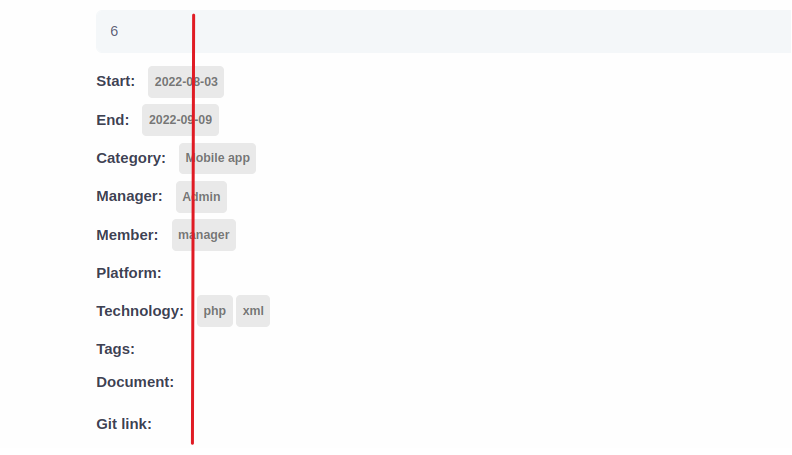 6
Start: 2022-08-03
End: 2022-09-09
Category: Mobile app
Manager: Admin
Member: manager
Platform:
Technology: php xml
Tags:
Document:
Git link: